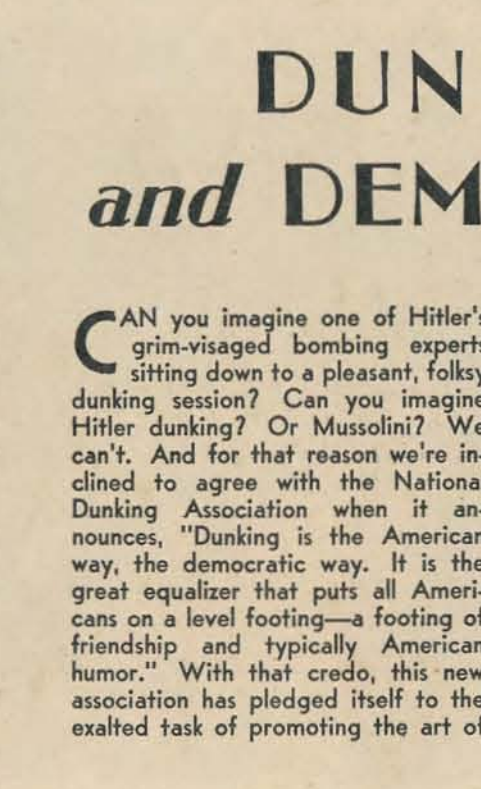 DUN
and DEM
CAN you imagine one of Hitler's
grim-visaged bombing experts
sitting down to a pleasant, folksy
dunking session? Can you imagine
Hitler dunking? Or Mussolini? We
can't. And for that reason we're in-
clined to agree with the National
Dunking Association when it an-
nounces, "Dunking is the American
way, the democratic way. It is the
great equalizer that puts all Ameri-
cans on a level footing—a footing of
friendship and typically American
humor." With that credo, this new
association has pledged itself to the
exalted task of promoting the art of